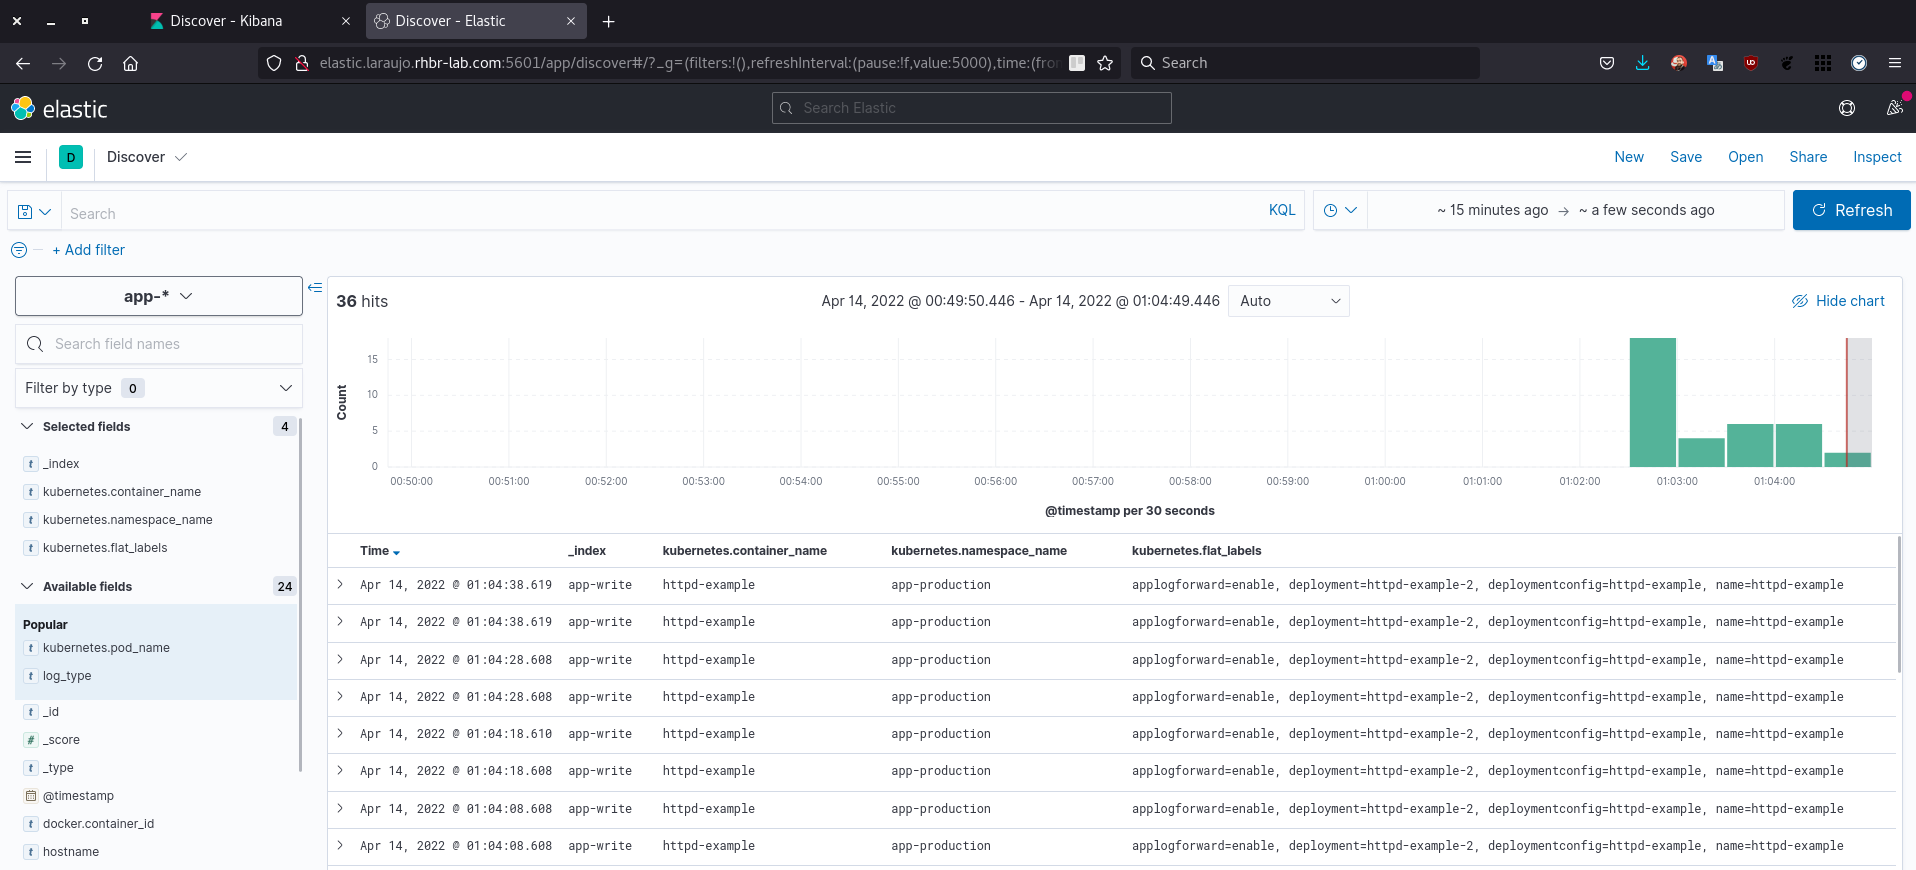 Discover - Kibana
Discover - Elastic
elastic.laraujo.rhbr-lab.com:5601/app/discover#/?_g=(filters:!(),refreshInterval:(pause:!f,value:5000),time:(fro
Search
elastic
Search Elastic
D
Discover
New
Save
Open
Share
Inspect
Search
KQL
~ 15 minutes ago → ~ a few seconds ago
Refresh
+ Add filter
app-*
Search field names
Filter by type 0
Selected fields 4
t _index
t kubernetes.container_name
t kubernetes.namespace_name
t kubernetes.flat_labels
Available fields 24
Popular
t kubernetes.pod_name
t log_type
t _id
# _score
t _type
@timestamp
t docker.container_id
t hostname
36 hits
Apr 14, 2022 @ 00:49:50.446 - Apr 14, 2022 @ 01:04:49.446
Auto
Hide chart
Count
15
10
5
0
00:50:00 00:51:00 00:52:00 00:53:00 00:54:00 00:55:00 00:56:00 00:57:00 00:58:00 00:59:00 01:00:00 01:01:00 01:02:00 01:03:00 01:04:00
@timestamp per 30 seconds
Time _index kubernetes.container_name kubernetes.namespace_name kubernetes.flat_labels
Apr 14, 2022 @ 01:04:38.619 app-write httpd-example app-production applogforward=enable, deployment=httpd-example-2, deploymentconfig=httpd-example, name=httpd-example
Apr 14, 2022 @ 01:04:38.619 app-write httpd-example app-production applogforward=enable, deployment=httpd-example-2, deploymentconfig=httpd-example, name=httpd-example
Apr 14, 2022 @ 01:04:28.608 app-write httpd-example app-production applogforward=enable, deployment=httpd-example-2, deploymentconfig=httpd-example, name=httpd-example
Apr 14, 2022 @ 01:04:28.608 app-write httpd-example app-production applogforward=enable, deployment=httpd-example-2, deploymentconfig=httpd-example, name=httpd-example
Apr 14, 2022 @ 01:04:18.610 app-write httpd-example app-production applogforward=enable, deployment=httpd-example-2, deploymentconfig=httpd-example, name=httpd-example
Apr 14, 2022 @ 01:04:18.608 app-write httpd-example app-production applogforward=enable, deployment=httpd-example-2, deploymentconfig=httpd-example, name=httpd-example
Apr 14, 2022 @ 01:04:08.608 app-write httpd-example app-production applogforward=enable, deployment=httpd-example-2, deploymentconfig=httpd-example, name=httpd-example
Apr 14, 2022 @ 01:04:08.608 app-write httpd-example app-production applogforward=enable, deployment=httpd-example-2, deploymentconfig=httpd-example, name=httpd-example